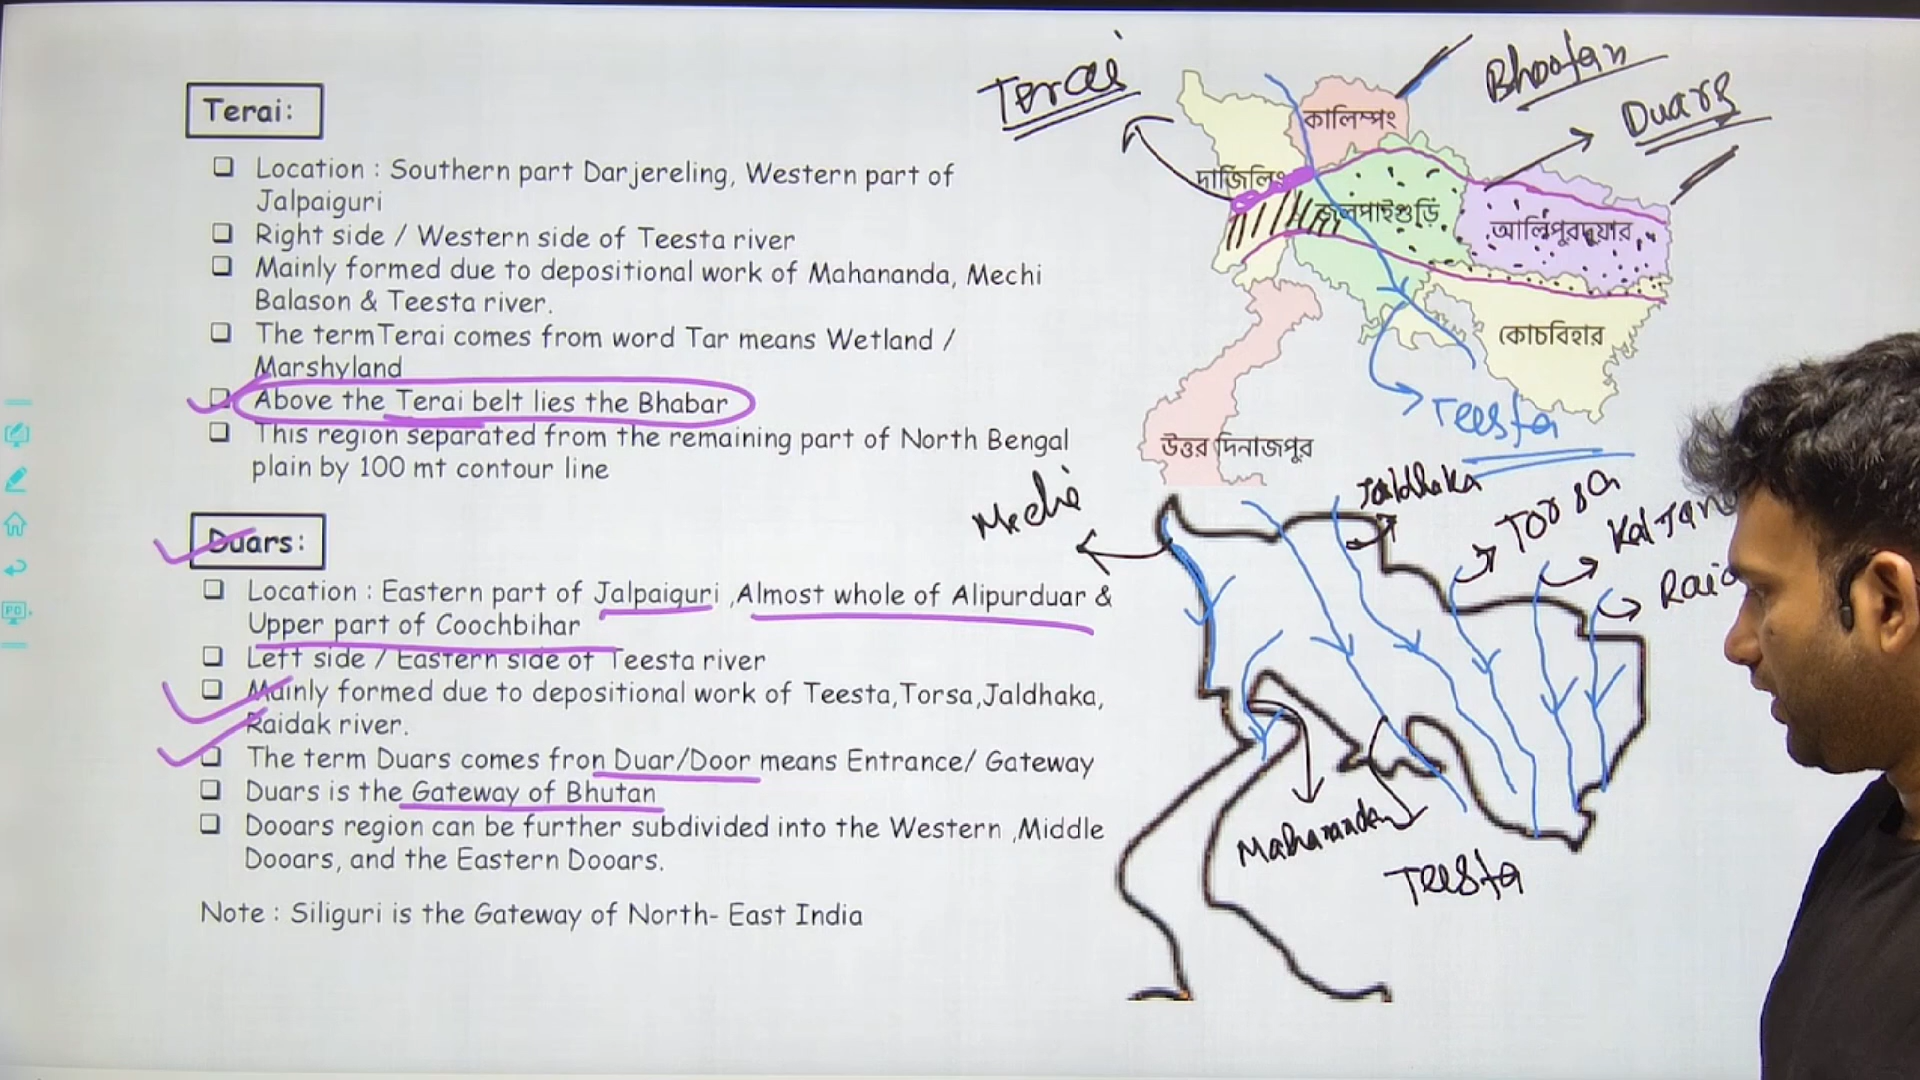 Terai:
Location : Southern part Darjereling, Western part of
Jalpaiguri
Right side / Western side of Teesta river
Mainly formed due to depositional work of Mahananda, Mechi
Balason & Teesta river.
The termTerai comes from word Tar means Wetland /
Marshyland
Above the Terai belt lies the Bhabar
This region separated from the remaining part of North Bengal
plain by 100 mt contour line
Duars:
Location : Eastern part of Jalpaiguri ,Almost whole of Alipurduar &
Upper part of Coochbihar
Left side / Eastern side of Teesta river
Mainly formed due to depositional work of Teesta,Torsa,Jaldhaka,
Raidak river.
The term Duars comes fron Duar/Door means Entrance/ Gateway
Duars is the Gateway of Bhutan
Dooars region can be further subdivided into the Western ,Middle
Dooars, and the Eastern Dooars.
Note : Siliguri is the Gateway of North- East India
Terai
Bhootan
Duars
কালিম্পং
দার্জিলিং
জলপাইগুড়ি
আলিপুরদুয়ার
কোচবিহার
Teesta
উত্তর দিনাজপুর
Mechi
Jaldhaka
Torsa
Mahananda
Teesta
PD